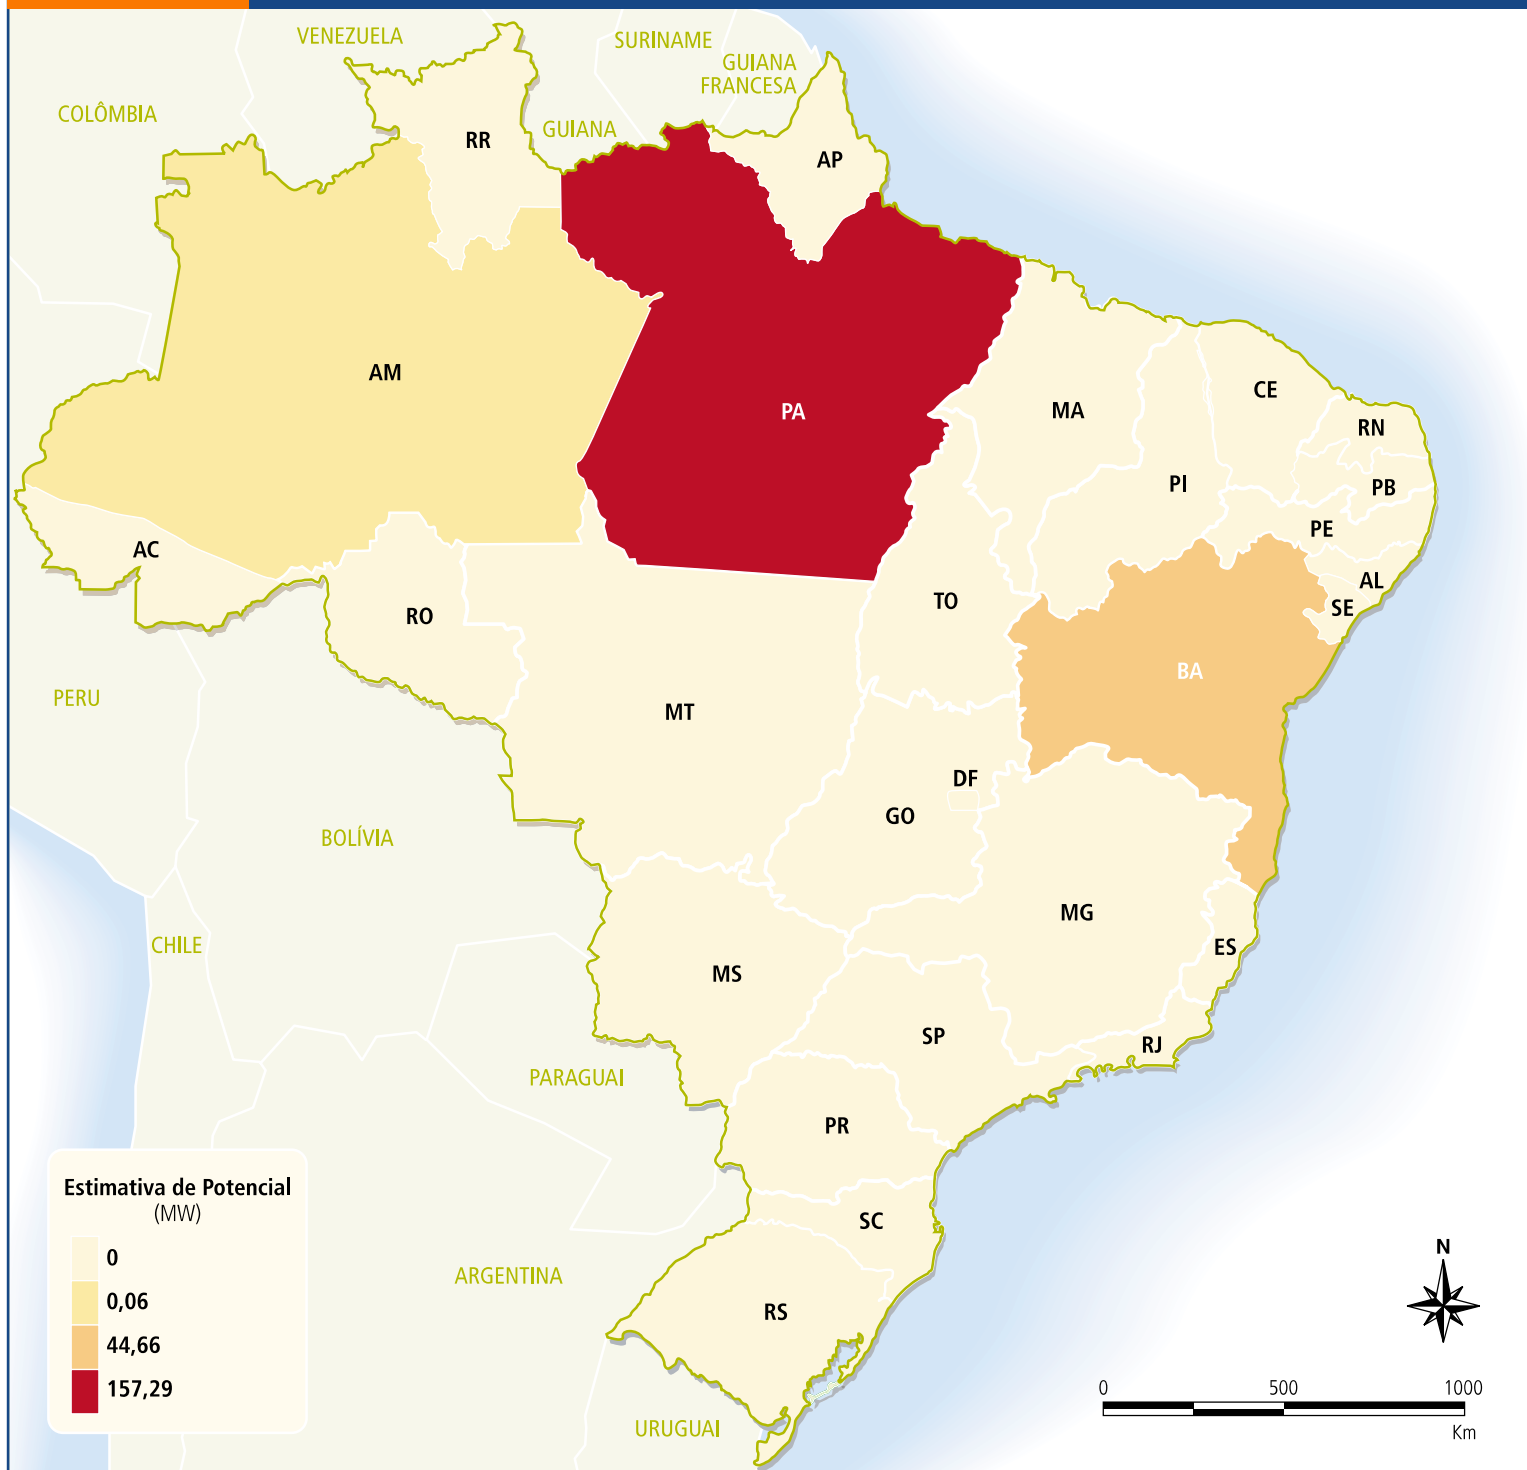 VENEZUELA
SURINAME
GUIANA
FRANCESA
COLÔMBIA
GUIANA
RR
AP
AM
PA
MA
CE
RN
PI
PB
PE
AC
AL
SE
RO
TO
BA
PERU
MT
DF
GO
BOLÍVIA
MG
CHILE
ES
MS
SP
RJ
PARAGUAI
PR
SC
ARGENTINA
RS
URUGUAI
Estimativa de Potencial
(MW)
0
0,06
44,66
157,29
N
0 500 1000
Km